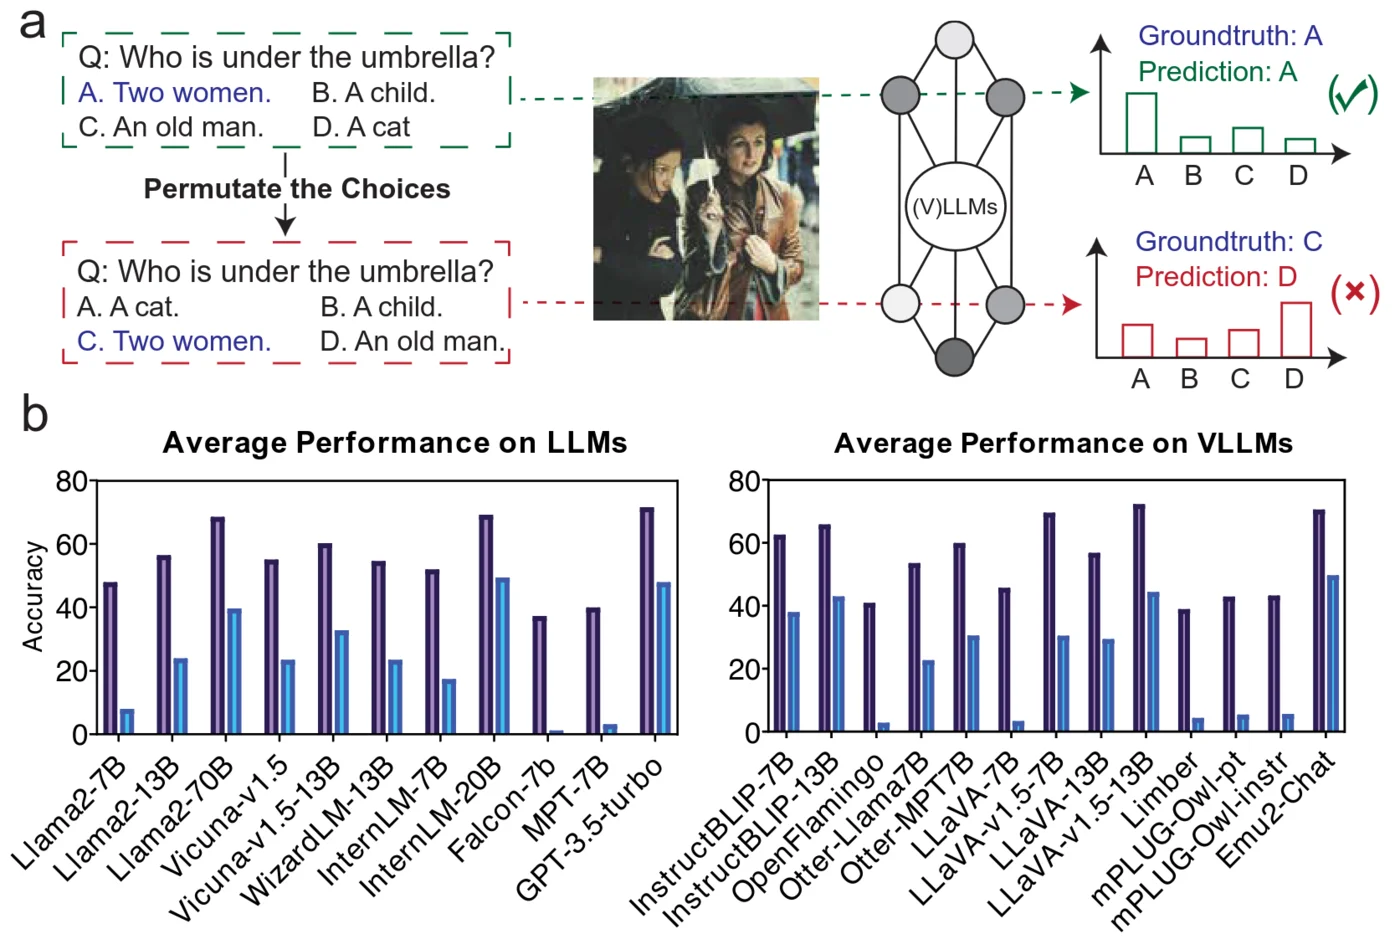 a
Q: Who is under the umbrella?
A. Two women. B. A child.
C. An old man. D. A cat
Permutate the Choices
Q: Who is under the umbrella?
A. A cat. B. A child.
C. Two women. D. An old man.
(V)LLMs
Groundtruth: A
Prediction: A
(✓)
A B C D
Groundtruth: C
Prediction: D
(×)
A B C D
b
Average Performance on LLMs
Accuracy
80
60
40
20
0
Llama2-7B
Llama2-13B
Llama2-70B
Vicuna-v1.5
Vicuna-v1.5-13B
WizardLM-13B
InternLM-7B
InternLM-20B
Falcon-7b
MPT-7B
GPT-3.5-turbo
Average Performance on VLLMs
80
60
40
20
0
InstructBLIP-7B
InstructBLIP-13B
OpenFlamingo
Otter-Llama7B
Otter-MPT7B
LLaVA-7B
LLaVA-v1.5-7B
LLaVA-13B
LLaVA-v1.5-13B
Limber
mPLUG-Owl-pt
mPLUG-Owl-instr
Emu2-Chat